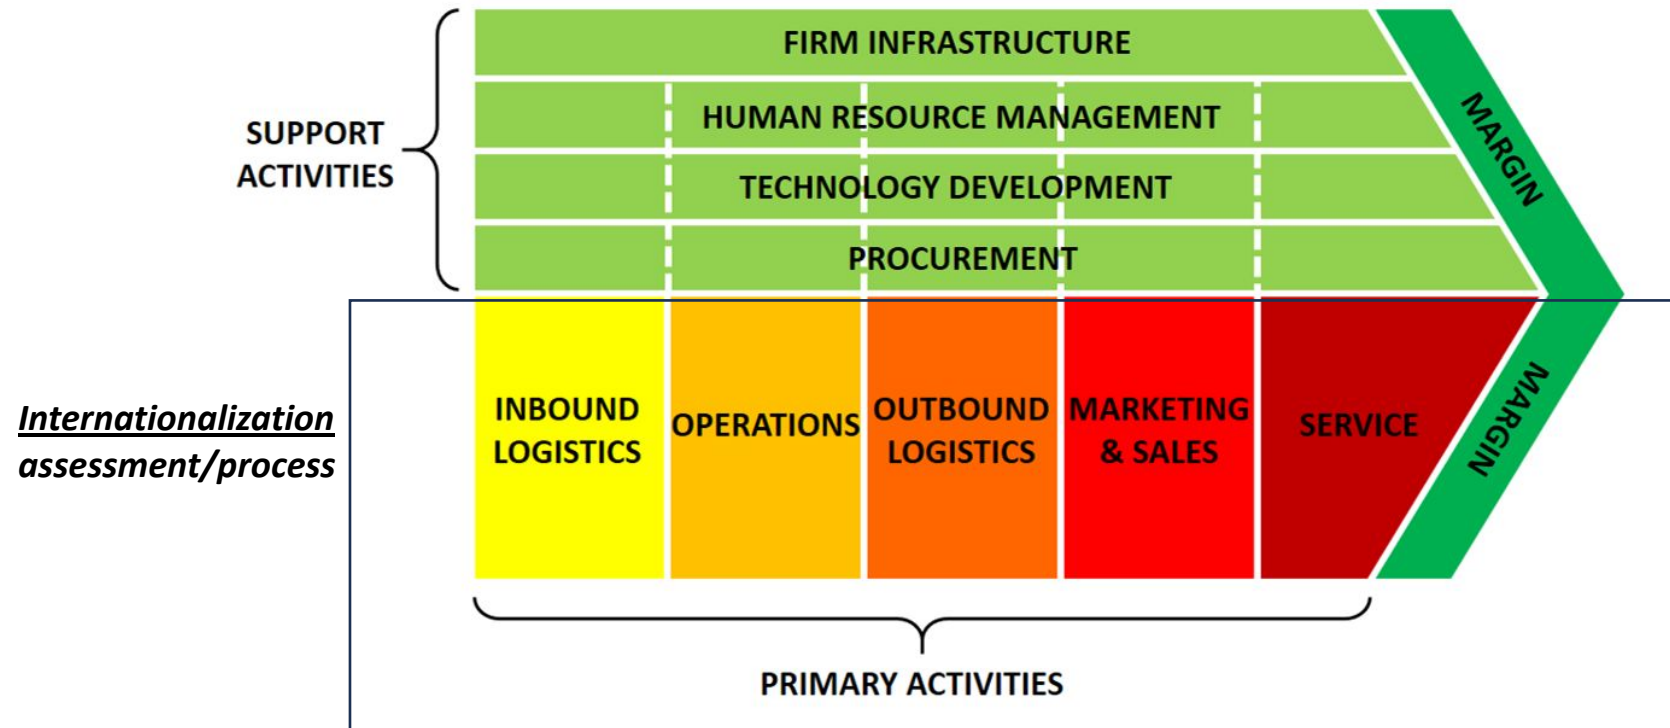 FIRM INFRASTRUCTURE
HUMAN RESOURCE MANAGEMENT
TECHNOLOGY DEVELOPMENT
PROCUREMENT
SUPPORT
ACTIVITIES
MARGIN
Internationalization
assessment/process
INBOUND
LOGISTICS
OPERATIONS
OUTBOUND
LOGISTICS
MARKETING
& SALES
SERVICE
MARGIN
PRIMARY ACTIVITIES